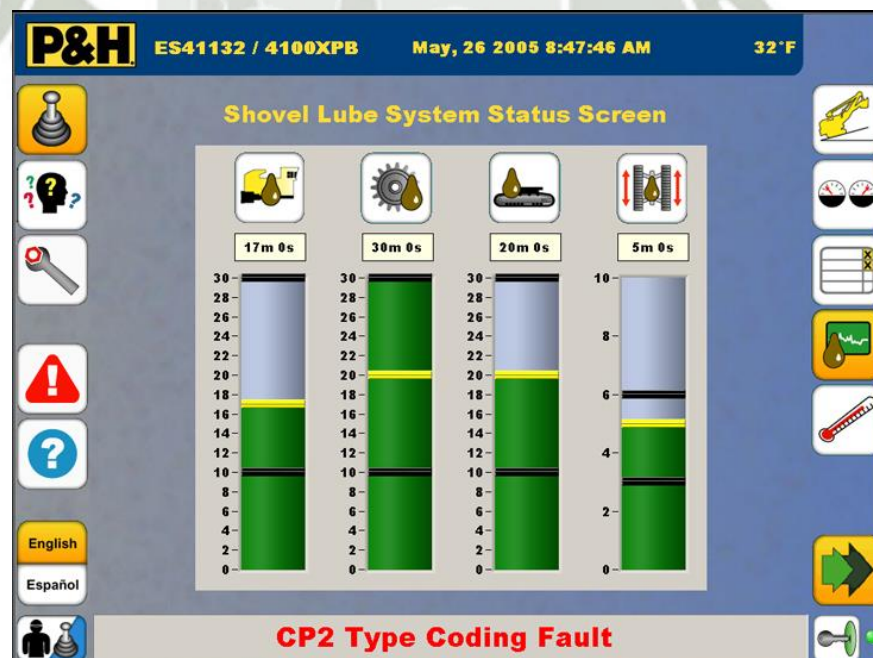 P&H ES41132 / 4100XPB May, 26 2005 8:47:46 AM 32°F
Shovel Lube System Status Screen
? ? ? ?
17m 0s 30m 0s 20m 0s 5m 0s
30 30 30 10
28 28 28
26 26 26
24 24 24 8
22 22 22
20 20 20
18 18 18 6
16 16 16
14 14 14
12 12 12 4
10 10 10
8 8 8
6 6 6
4 4 4 2
2 2 2
0 0 0 0
X
X
!
?
English
Español
CP2 Type Coding Fault